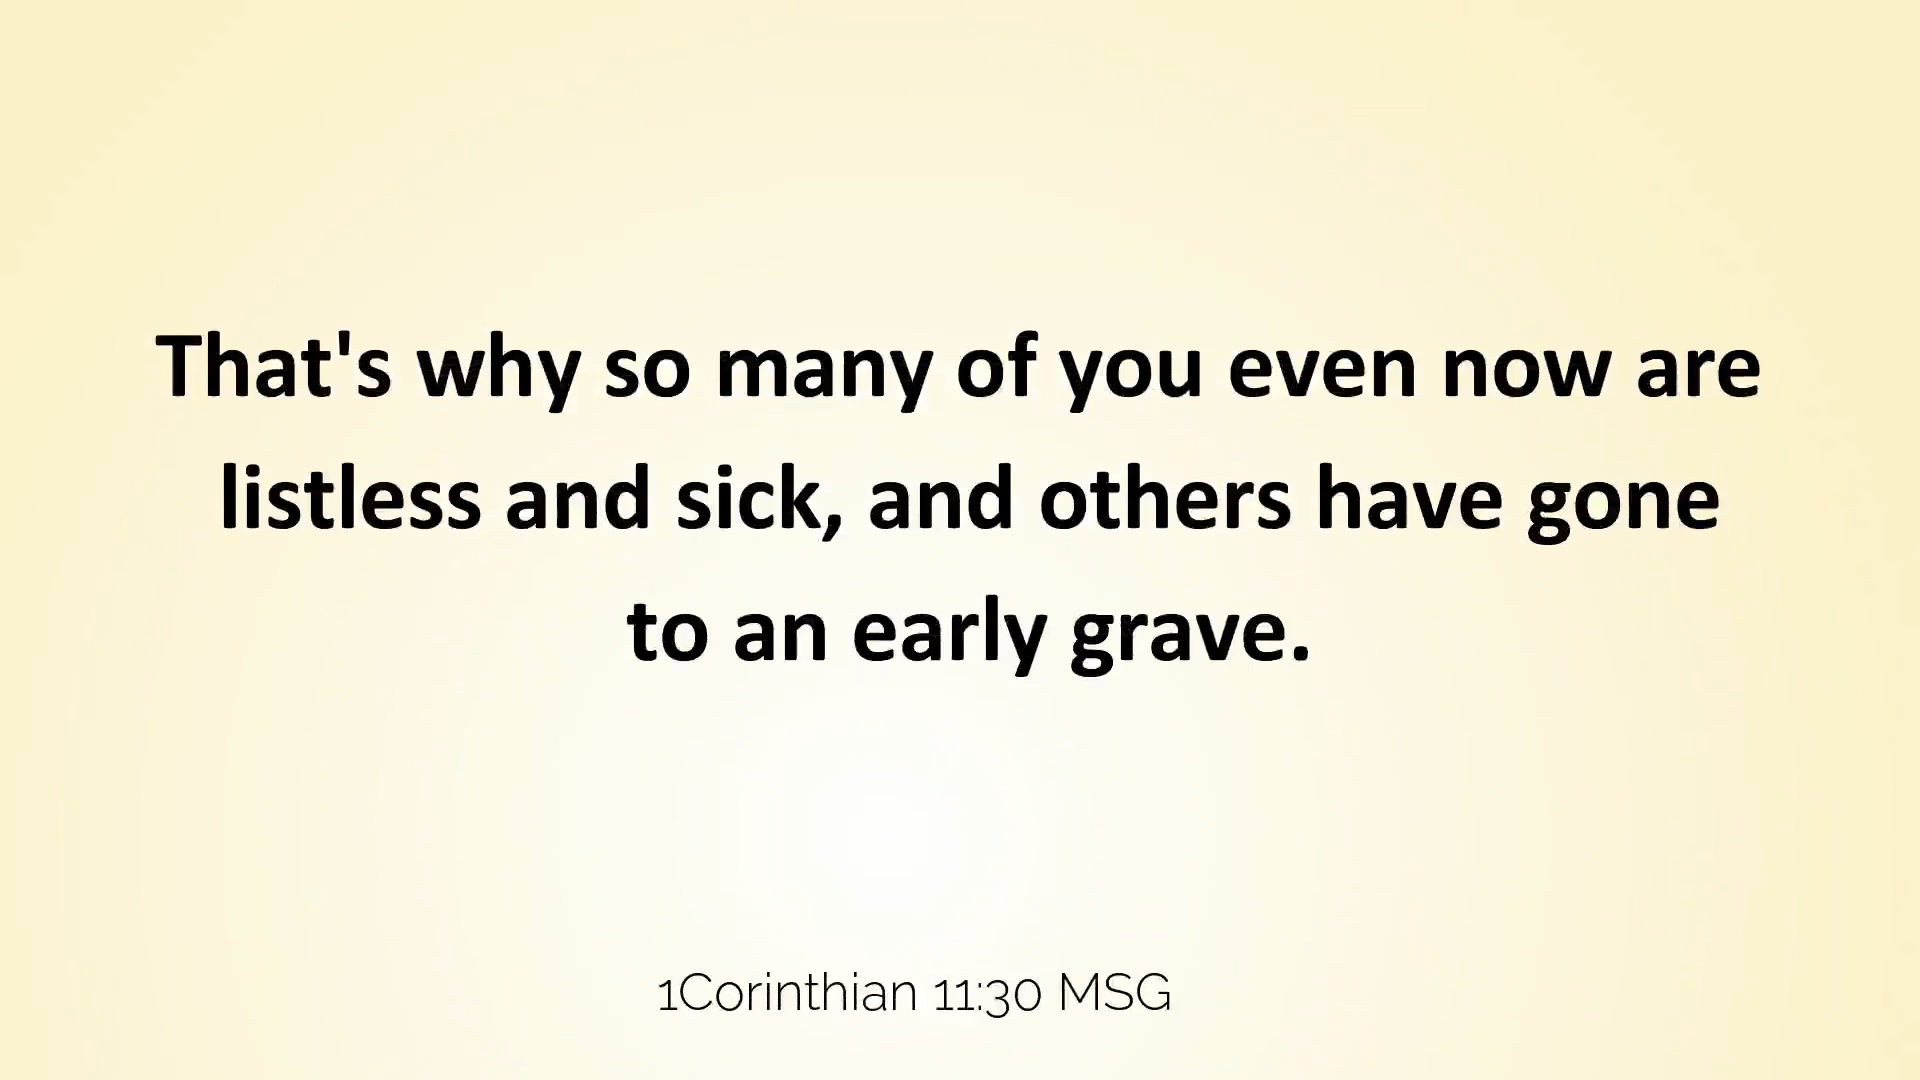 That's why so many of you even now are
listless and sick, and others have gone
to an early grave.
1Corinthian 11:30 MSG